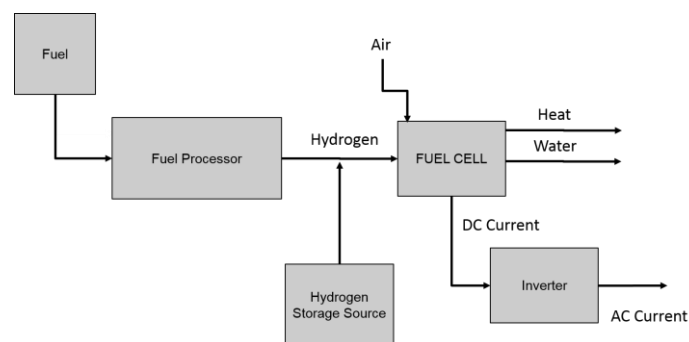 Fuel
Air
Fuel Processor
Hydrogen
FUEL CELL
Heat
Water
DC Current
Hydrogen
Storage Source
Inverter
AC Current